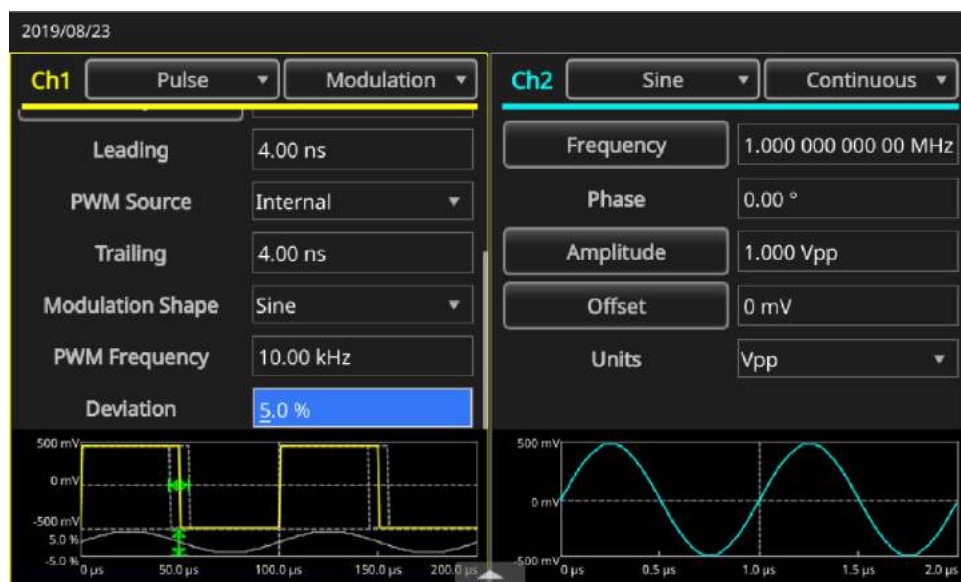 2019/08/23
Ch1 Pulse Modulation
Leading 4.00 ns
PWM Source Internal
Trailing 4.00 ns
Modulation Shape Sine
PWM Frequency 10.00 kHz
Deviation 5.0 %
500 mV
0 mV
-500 mV
5.0 %
-5.0 %
0 µs 50.0 µs 100.0 µs 150.0 µs 200.0 µs
Ch2 Sine Continuous
Frequency 1.000 000 000 00 MHz
Phase 0.00 °
Amplitude 1.000 Vpp
Offset 0 mV
Units Vpp
500 mV
0 mV
-500 mV
0 µs 0.5 µs 1.0 µs 1.5 µs 2.0 µs